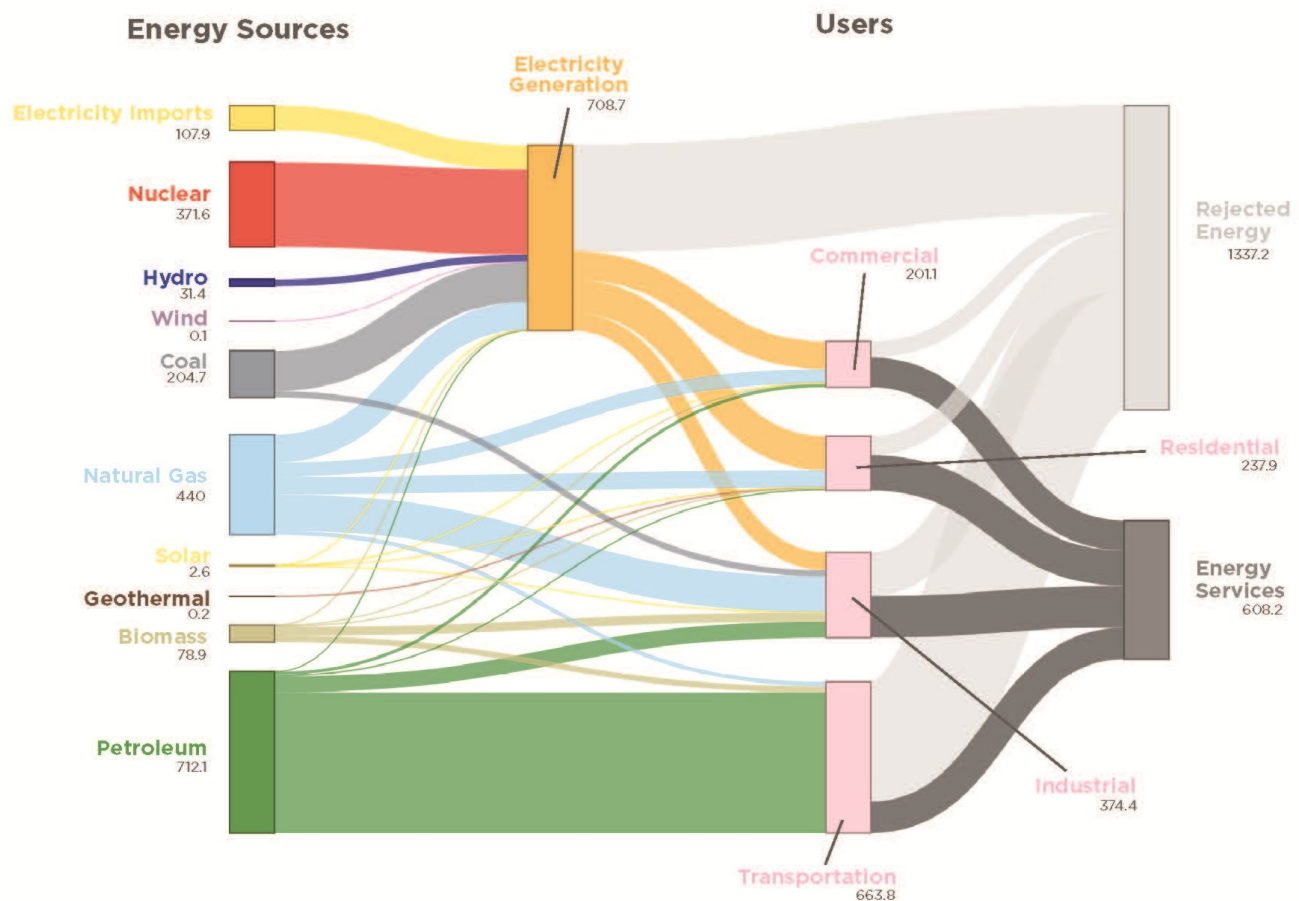 Energy Sources
Users
Electricity
Generation
708.7
Electricity Imports
107.9
Nuclear
371.6
Hydro
31.4
Wind
0.1
Coal
204.7
Natural Gas
440
Solar
2.6
Geothermal
0.2
Biomass
78.9
Petroleum
712.1
Commercial
201.1
Rejected
Energy
1337.2
Residential
237.9
Energy
Services
608.2
Industrial
374.4
Transportation
663.8